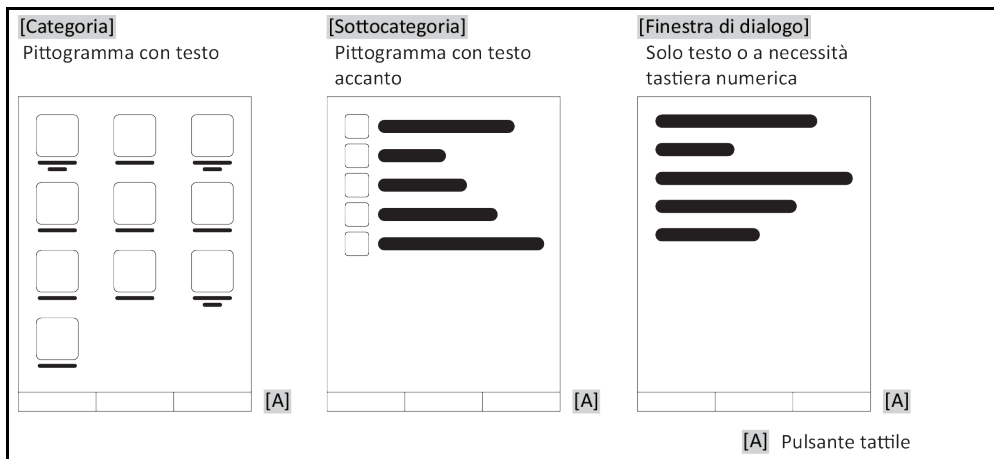 [Categoria]
Pittogramma con testo
[Sottocategoria]
Pittogramma con testo
accanto
[Finestra di dialogo]
Solo testo o a necessità
tastiera numerica
[A]
[A]
[A]
[A] Pulsante tattile